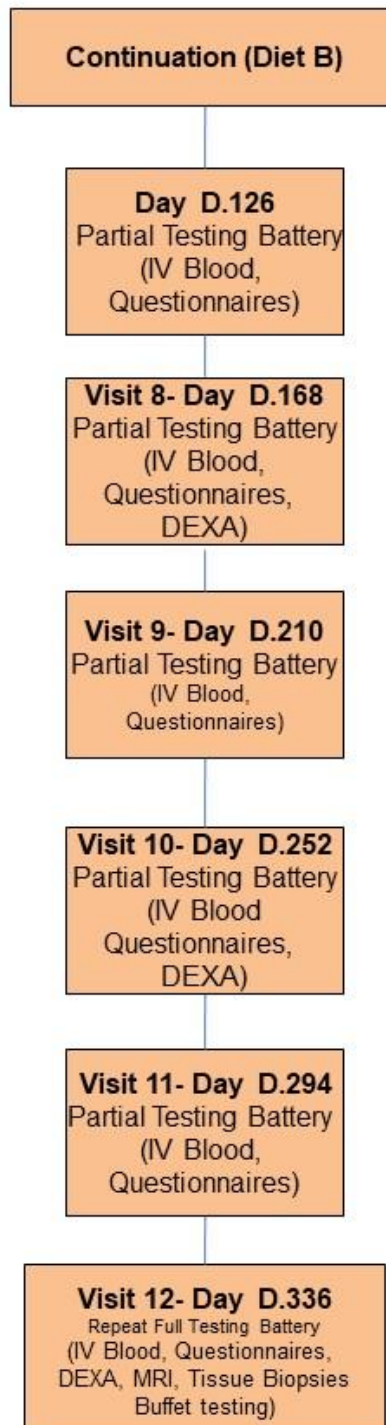 Continuation (Diet B)
Day D.126
Partial Testing Battery
(IV Blood,
Questionnaires)
Visit 8- Day D.168
Partial Testing Battery
(IV Blood,
Questionnaires,
DEXA)
Visit 9- Day D.210
Partial Testing Battery
(IV Blood,
Questionnaires)
Visit 10- Day D.252
Partial Testing Battery
(IV Blood
Questionnaires,
DEXA)
Visit 11- Day D.294
Partial Testing Battery
(IV Blood,
Questionnaires)
Visit 12- Day D.336
Repeat Full Testing Battery
(IV Blood, Questionnaires,
DEXA, MRI, Tissue Biopsies
Buffet testing)